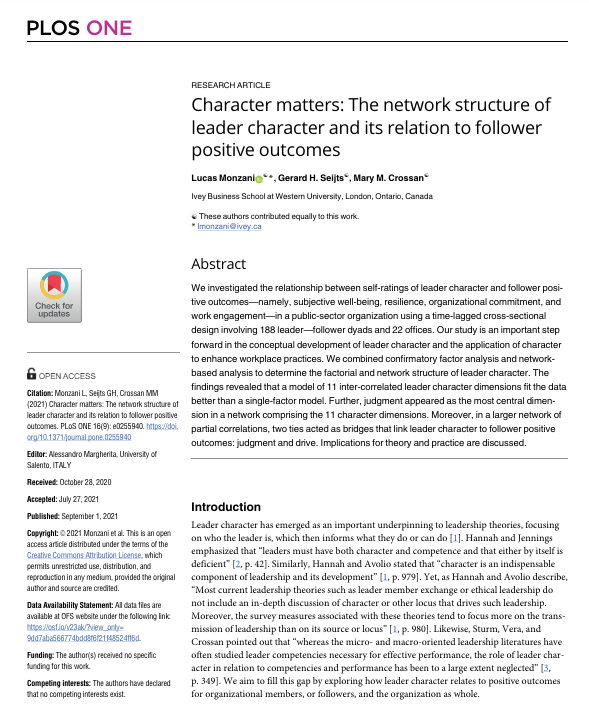 PLOS ONE
RESEARCH ARTICLE
Character matters: The network structure of
leader character and its relation to follower
positive outcomes
Lucas Monzani☯*, Gerard H. Seijts☯, Mary M. Crossan☯
Ivey Business School at Western University, London, Ontario, Canada
☯ These authors contributed equally to this work.
* lmonzani@ivey.ca
Check for
updates
OPEN ACCESS
Citation: Monzani L, Seijts GH, Crossan MM
(2021) Character matters: The network structure of
leader character and its relation to follower positive
outcomes. PLoS ONE 16(9): e0255940. https://doi.
org/10.1371/journal.pone.0255940
Editor: Alessandro Margherita, University of
Salento, ITALY
Received: October 28, 2020
Accepted: July 27, 2021
Published: September 1, 2021
Copyright: © 2021 Monzani et al. This is an open
access article distributed under the terms of the
Creative Commons Attribution License, which
permits unrestricted use, distribution, and
reproduction in any medium, provided the original
author and source are credited.
Data Availability Statement: All data files are
available at OFS website under the following link:
https://osf.io/v23ak/?view_only=
9dd7aba566774bdd8f6f21f48524ff6d.
Funding: The author(s) received no specific
funding for this work.
Competing interests: The authors have declared
that no competing interests exist.
Abstract
We investigated the relationship between self-ratings of leader character and follower posi-
tive outcomes—namely, subjective well-being, resilience, organizational commitment, and
work engagement—in a public-sector organization using a time-lagged cross-sectional
design involving 188 leader—follower dyads and 22 offices. Our study is an important step
forward in the conceptual development of leader character and the application of character
to enhance workplace practices. We combined confirmatory factor analysis and network-
based analysis to determine the factorial and network structure of leader character. The
findings revealed that a model of 11 inter-correlated leader character dimensions fit the data
better than a single-factor model. Further, judgment appeared as the most central dimen-
sion in a network comprising the 11 character dimensions. Moreover, in a larger network of
partial correlations, two ties acted as bridges that link leader character to follower positive
outcomes: judgment and drive. Implications for theory and practice are discussed.
Introduction
Leader character has emerged as an important underpinning to leadership theories, focusing
on who the leader is, which then informs what they do or can do [1]. Hannah and Jennings
emphasized that “leaders must have both character and competence and that either by itself is
deficient” [2, p. 42]. Similarly, Hannah and Avolio stated that “character is an indispensable
component of leadership and its development” [1, p. 979]. Yet, as Hannah and Avolio describe,
“Most current leadership theories such as leader member exchange or ethical leadership do
not include an in-depth discussion of character or other locus that drives such leadership.
Moreover, the survey measures associated with these theories tend to focus more on the trans-
mission of leadership than on its source or locus” [1, p. 980]. Likewise, Sturm, Vera, and
Crossan pointed out that “whereas the micro- and macro-oriented leadership literatures have
often studied leader competencies necessary for effective performance, the role of leader char-
acter in relation to competencies and performance has been to a large extent neglected” [3,
p. 349]. We aim to fill this gap by exploring how leader character relates to positive outcomes
for organizational members, or followers, and the organization as whole.